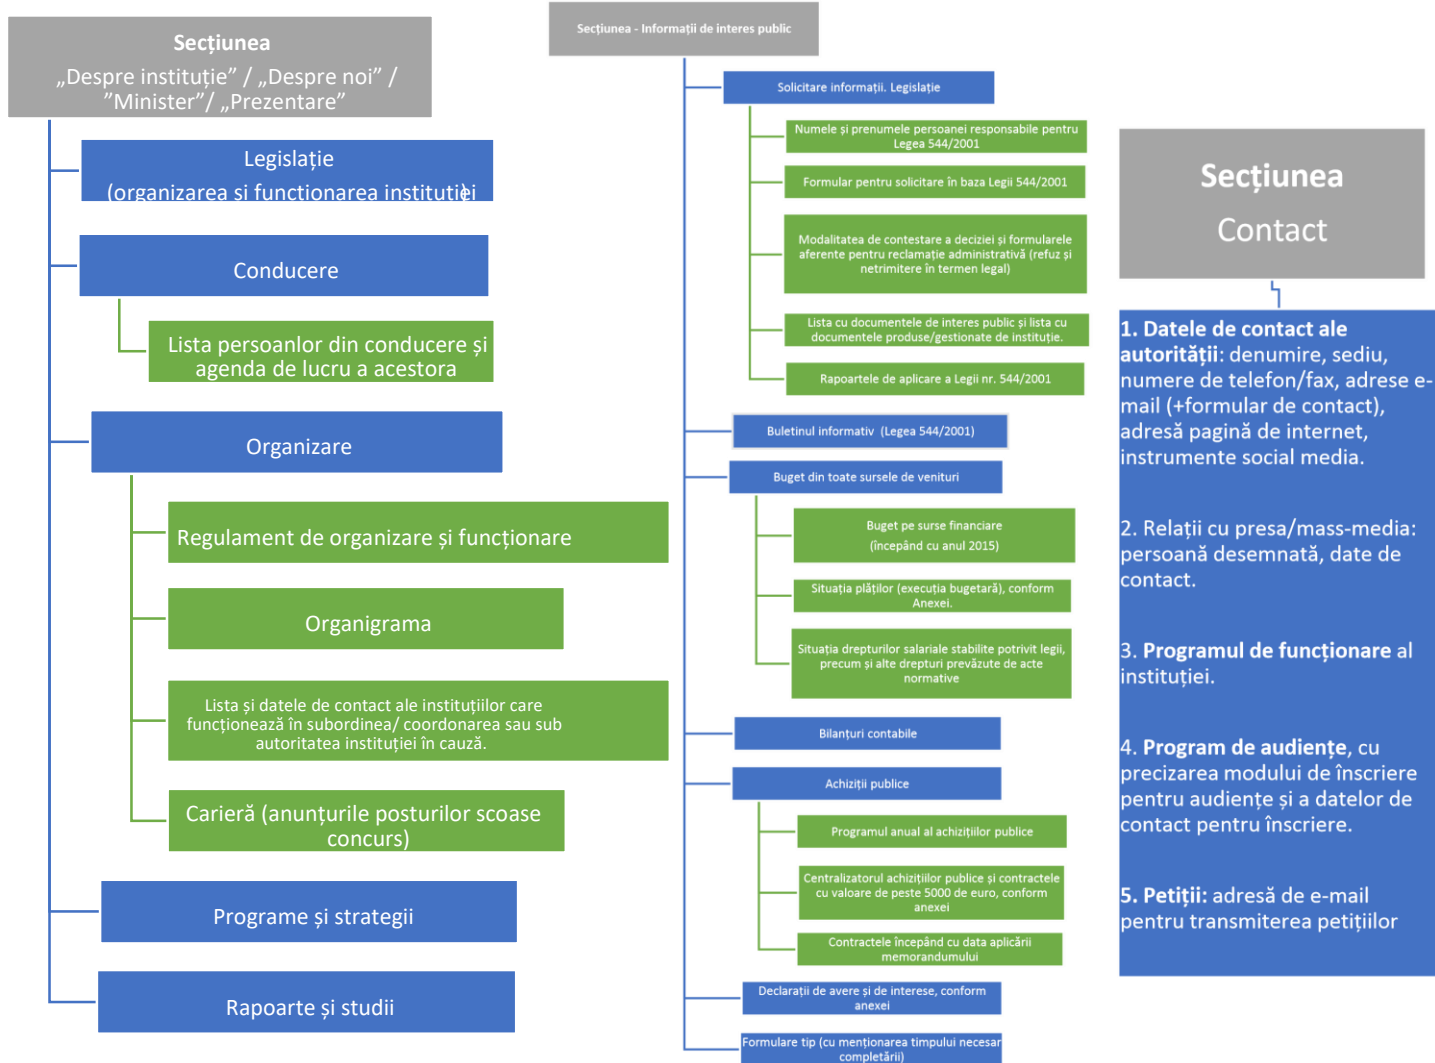 Secțiunea
„Despre instituție” / „Despre noi” /
”Minister”/ „Prezentare”
Legislație
(organizarea si functionarea instituției)
Conducere
Lista persoanlor din conducere și
agenda de lucru a acestora
Organizare
Regulament de organizare și funcționare
Organigrama
Lista și datele de contact ale instituțiilor care
funcționează în subordinea/ coordonarea sau sub
autoritatea instituției în cauză.
Carieră (anunțurile posturilor scoase
concurs)
Programe și strategii
Rapoarte și studii
Secțiunea - Informații de interes public
Solicitare informații. Legislație
Numele și prenumele persoanei responsabile pentru
Legea 544/2001
Formular pentru solicitare în baza Legii 544/2001
Modalitatea de contestare a deciziei și formularele
aferente pentru reclamație administrativă (refuz și
netrimitere în termen legal)
Lista cu documentele de interes public și lista cu
documentele produse/gestionate de instituție.
Rapoartele de aplicare a Legii nr. 544/2001
Buletinul informativ (Legea 544/2001)
Buget din toate sursele de venituri
Buget pe surse financiare
(începând cu anul 2015)
Situația plăților (execuția bugetară), conform
Anexei.
Situația drepturilor salariale stabilite potrivit legii,
precum și alte drepturi prevăzute de acte
normative
Bilanțuri contabile
Achiziții publice
Programul anual al achizițiilor publice
Centralizatorul achizițiilor publice și contractele
cu valoare de peste 5000 de euro, conform
anexei
Contractele începând cu data aplicării
memorandumului
Declarații de avere și de interese, conform
anexei
Formulare tip (cu menționarea timpului necesar
completării)
Secțiunea
Contact
1. Datele de contact ale
autorității: denumire, sediu,
numere de telefon/fax, adrese e-
mail (+formular de contact),
adresă pagină de internet,
instrumente social media.
2. Relații cu presa/mass-media:
persoană desemnată, date de
contact.
3. Programul de funcționare al
instituției.
4. Program de audiențe, cu
precizarea modului de înscriere
pentru audiențe și a datelor de
contact pentru înscriere.
5. Petiții: adresă de e-mail
pentru transmiterea petițiilor